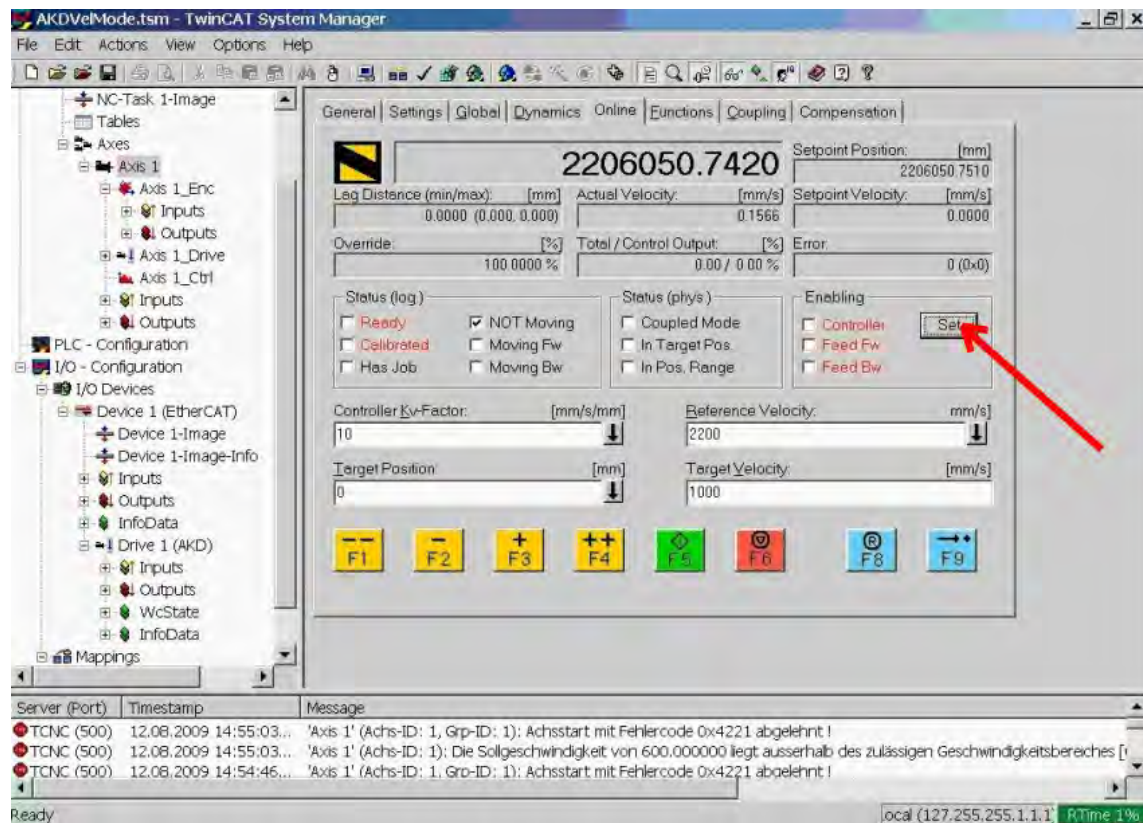 AKDVelMode.tsm - TwinCAT System Manager
File Edit Actions View Options Help
NC-Task 1-Image
Tables
Axes
Axis 1
Axis 1_Enc
Inputs
Outputs
Axis 1_Drive
Axis 1_Ctrl
Inputs
Outputs
PLC - Configuration
I/O - Configuration
I/O Devices
Device 1 (EtherCAT)
Device 1-Image
Device 1-Image-Info
Inputs
Outputs
InfoData
Drive 1 (AKD)
Inputs
Outputs
WcState
InfoData
Mappings
General Settings Global Dynamics Online Functions Coupling Compensation
2206050.7420
Setpoint Position: [mm]
2206050.7510
Lag Distance (min/max): [mm] Actual Velocity: [mm/s] Setpoint Velocity: [mm/s]
0.0000 (0.000, 0.000) 0.1566 0.0000
Override: [%] Total / Control Output: [%] Error:
100.0000 % 0.00 / 0.00 % 0 (0x0)
Status (log.) Status (phys.) Enabling
Ready NOT Moving Coupled Mode Controller Set
Calibrated Moving Fw In Target Pos. Feed Fw
Has Job Moving Bw In Pos. Range Feed Bw
Controller Kv-Factor: [mm/s/mm] Reference Velocity: mm/s]
10 2200
Target Position: [mm] Target Velocity: [mm/s]
0 1000
-- - + ++ R
F1 F2 F3 F4 F5 F6 F8 F9
Server (Port) Timestamp Message
TCNC (500) 12.08.2009 14:55:03... 'Axis 1' (Achs-ID: 1, Grp-ID: 1): Achsstart mit Fehlercode 0x4221 abgelehnt !
TCNC (500) 12.08.2009 14:55:03... 'Axis 1' (Achs-ID: 1, Grp-ID: 1): Die Sollgeschwindigkeit von 600.000000 liegt ausserhalb des zulässigen Geschwindigkeitsbereiches [
TCNC (500) 12.08.2009 14:54:46... 'Axis 1' (Achs-ID: 1, Grp-ID: 1): Achsstart mit Fehlercode 0x4221 abgelehnt !
Ready ocal (127.255.255.1.1.1) RTime 1%